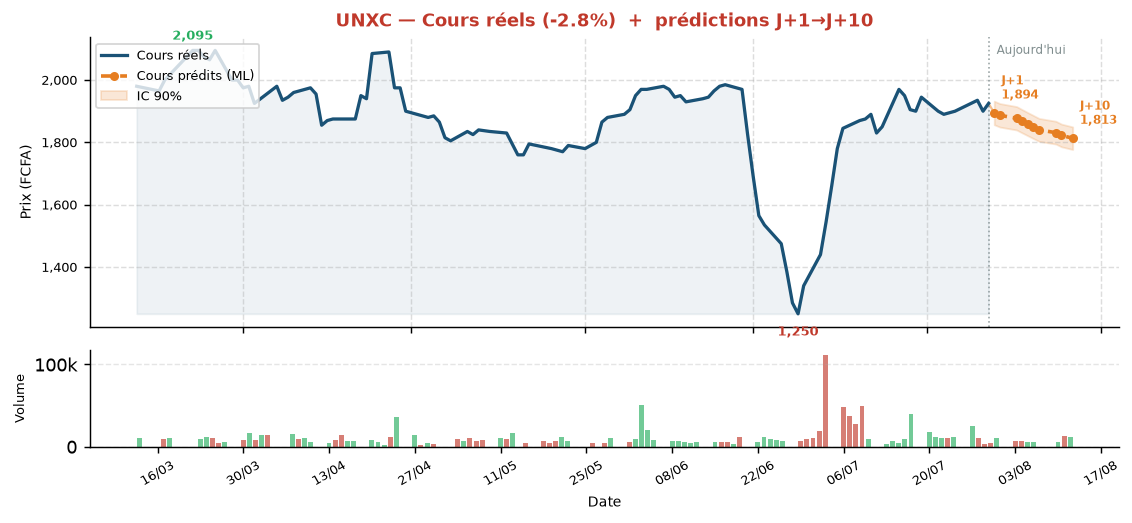 UNXC — Cours réels (-2.8%)  +  prédictions J+1→J+10
2,095
Cours réels
Cours prédits (ML)
IC 90%
Aujourd'hui
J+1
1,894
J+10
1,813
1,250
Prix (FCFA)
2,000
1,800
1,600
1,400
Volume
100k
0
16/03 30/03 13/04 27/04 11/05 25/05 08/06 22/06 06/07 20/07 03/08 17/08
Date